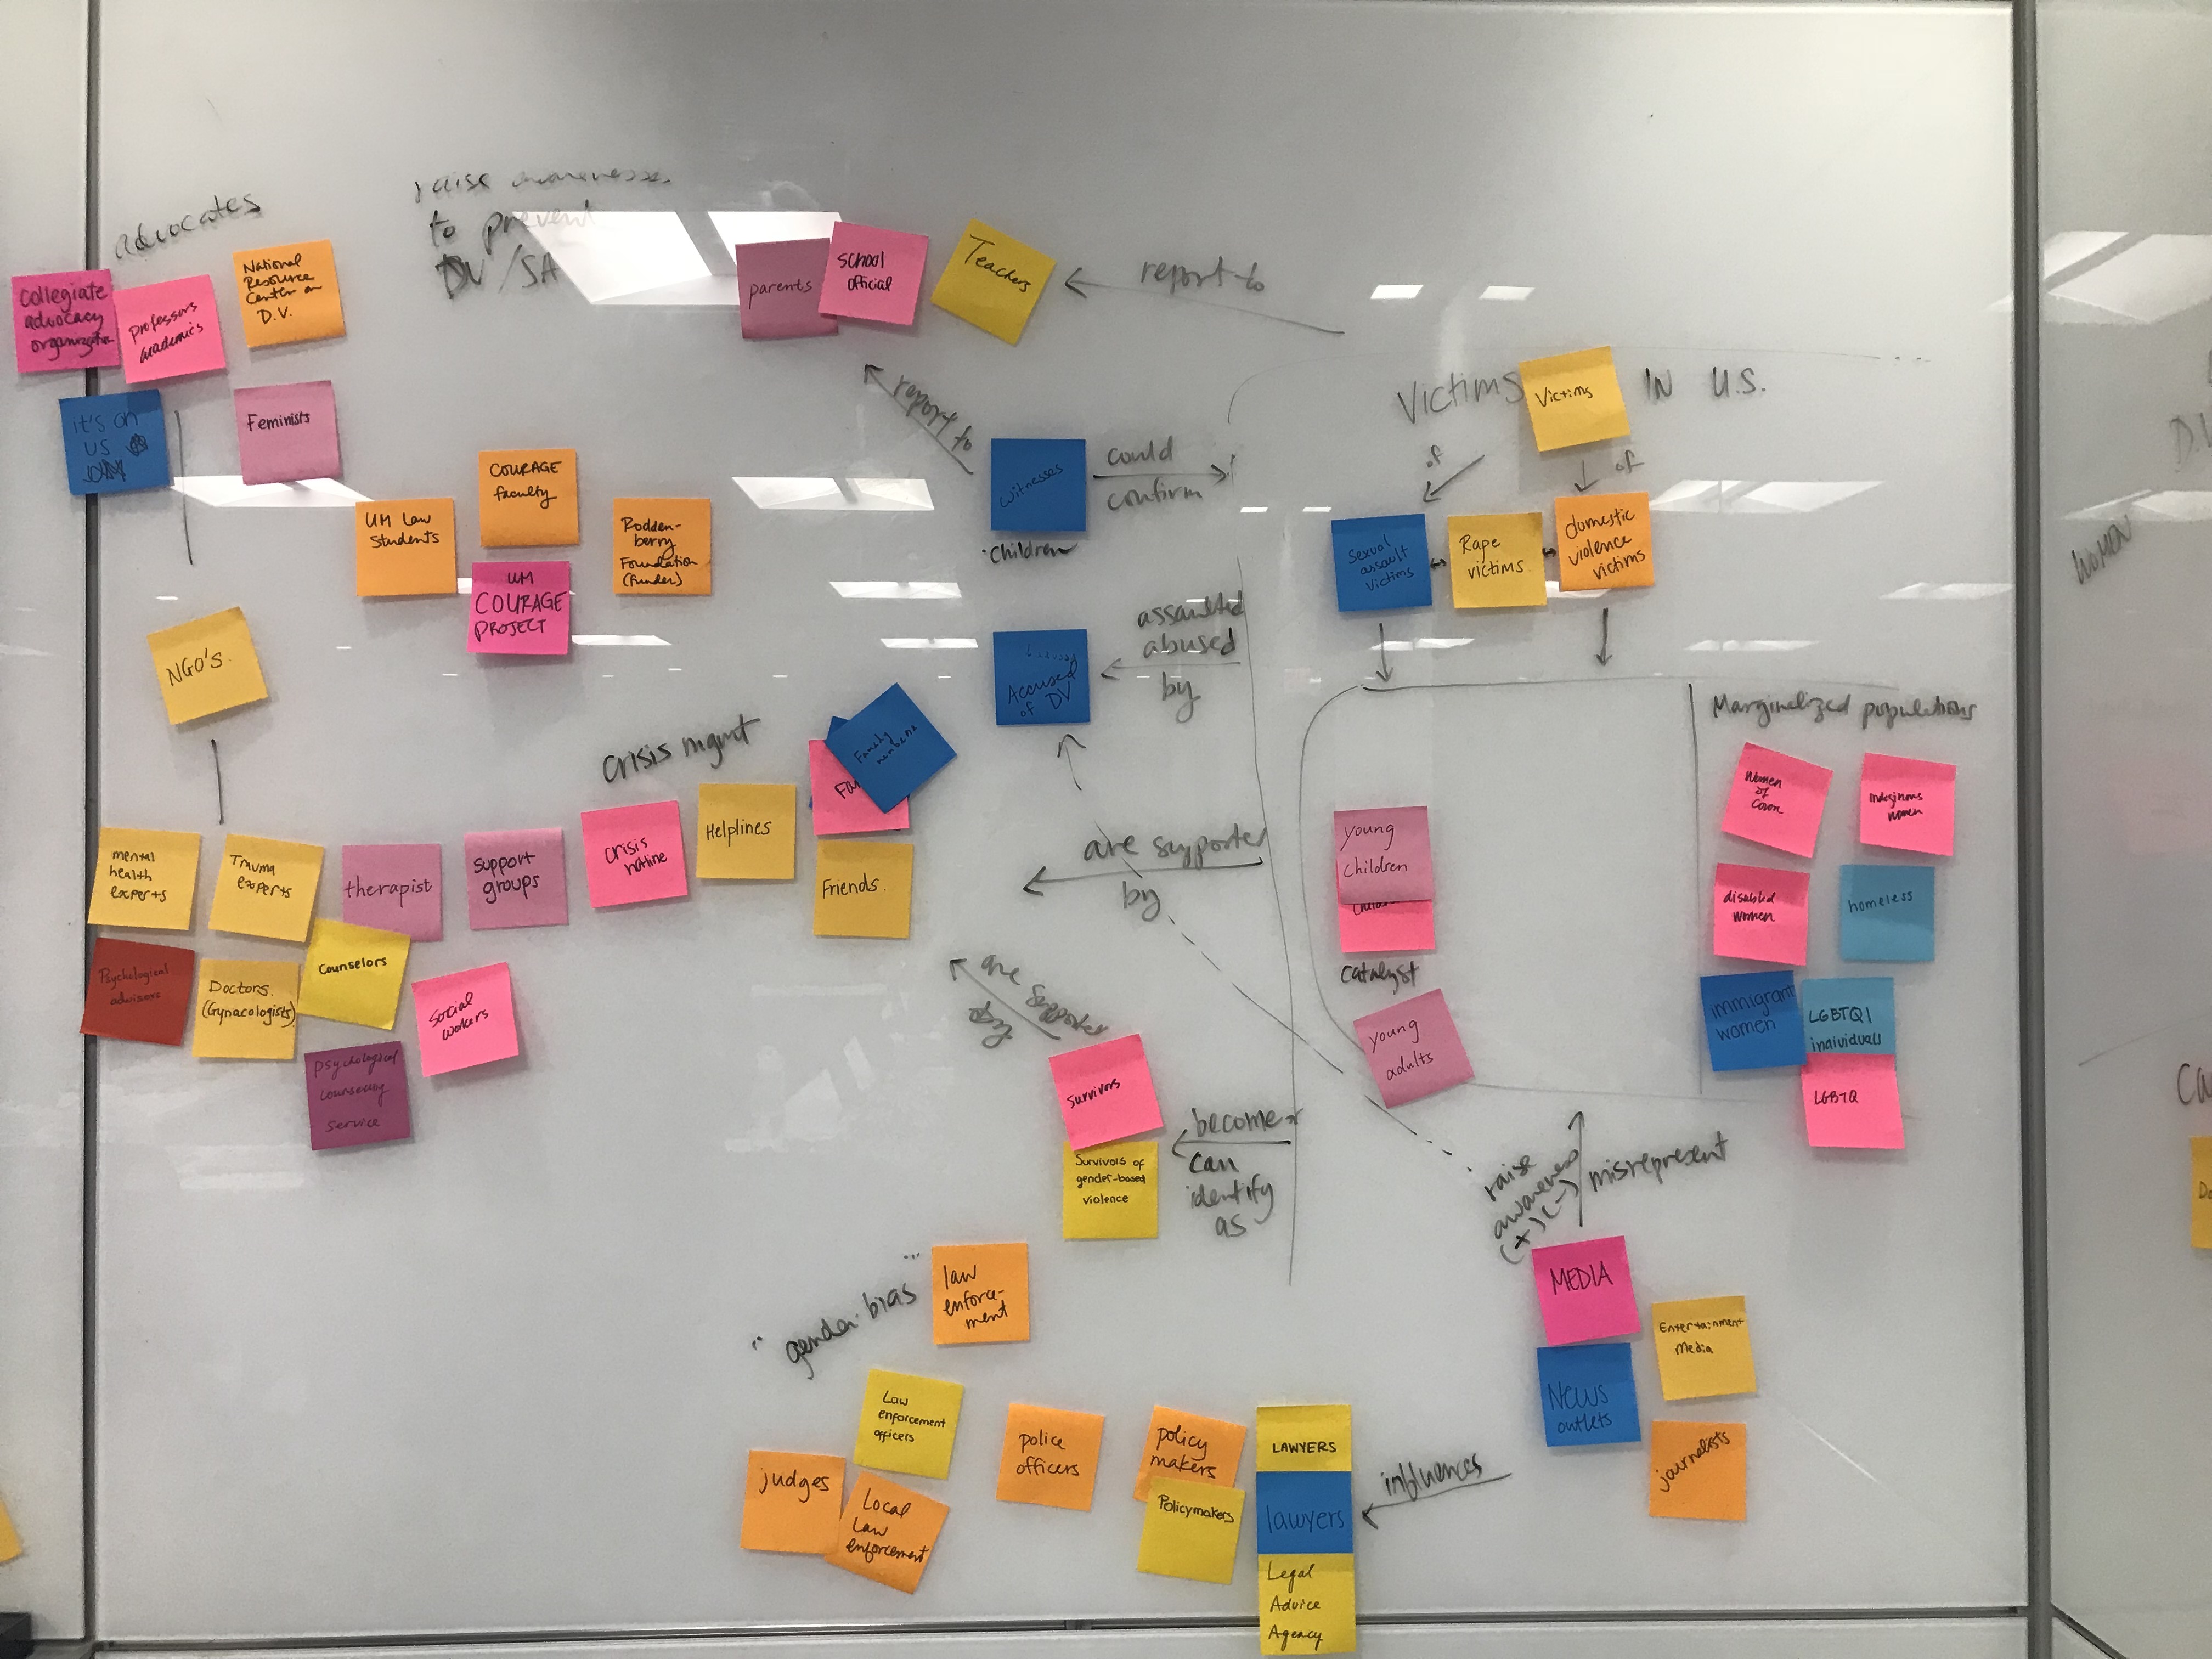 advocates
raise awareness
to prevent
DV/SA
collegiate
advocacy
organization
professors
academics
National
Resource
Center on
D.V.
it's on
us
Feminists
parents
school
official
Teachers
report to
report to
witnesses
could
confirm
children
Victims
Victims
IN U.S.
of
of
Sexual
assault
victims
Rape
victims
domestic
violence
victims
UM Law
Students
COURAGE
faculty
Rodden-
berry
Foundation
(funder)
UM
COURAGE
PROJECT
NGO'S.
Accused
of DV
assaulted
abused
by
crisis mgmt
Family
members
Fa
Helplines
crisis
hotline
support
groups
therapist
Trauma
experts
mental
health
experts
Friends.
Psychological
advisors
Doctors.
(Gynacologists)
Counselors
Social
workers
psychological
counseling
service
are supporter
by
are supporter
by
young
children
catalyst
young
adults
Marginalized populations
Women
of
Indeginous
women
disabled
women
homeless
immigrant
women
LGBTQI
individuals
LGBTQ
survivors
Survivors of
gender-based
violence
become
can
identify
as
raise
awareness
(+)
(-)
misrepresent
MEDIA
News
outlets
Entertainment
Media
journalists
influences
"gender bias"
law
enforce-
ment
Law
enforcement
officers
judges
Local
Law
enforcement
police
officers
policy
makers
Policymakers
LAWYERS
lawyers
Legal
Advice
Agency
WOMEN
D.
Ca